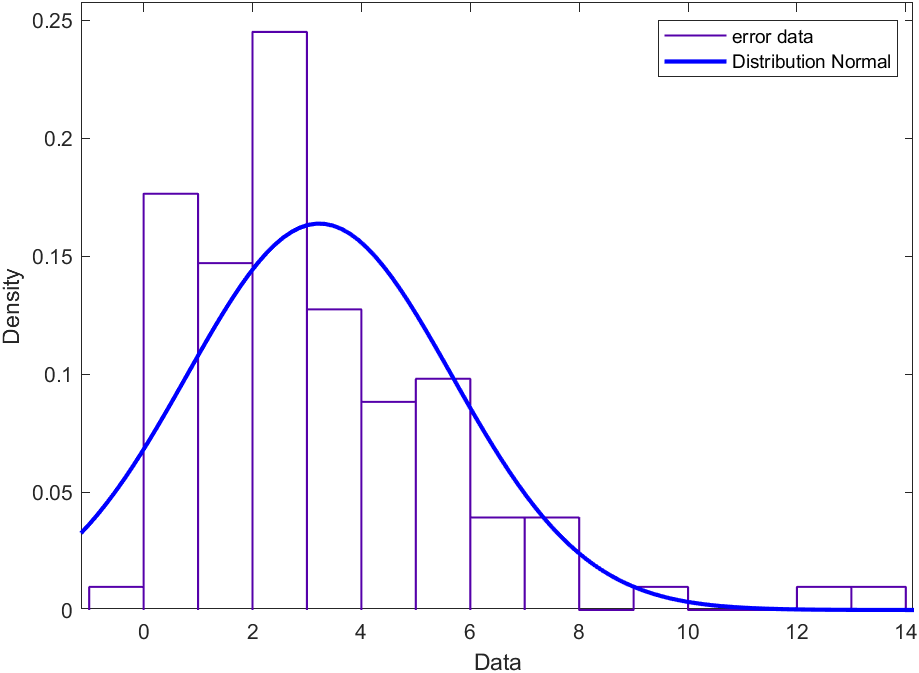 0.25
error data
Distribution Normal
0.2
0.15
Density
0.1
0.05
0
0 2 4 6 8 10 12 14
Data